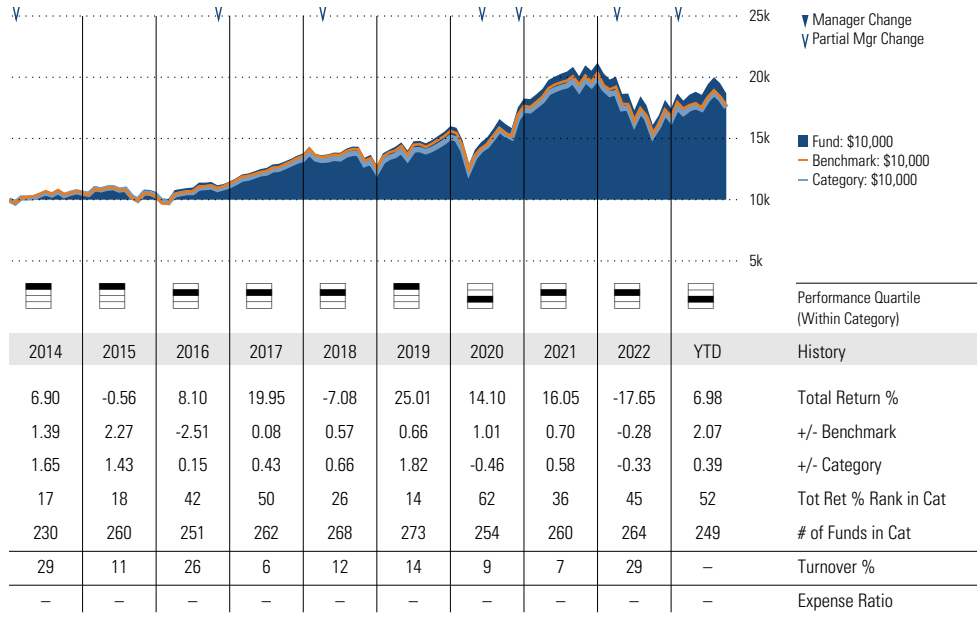 25k
▼ Manager Change
V Partial Mgr Change
20k
15k
Fund: $10,000
Benchmark: $10,000
Category: $10,000
10k
5k
Performance Quartile
(Within Category)
2014 2015 2016 2017 2018 2019 2020 2021 2022 YTD History
6.90 -0.56 8.10 19.95 -7.08 25.01 14.10 16.05 -17.65 6.98 Total Return %
1.39 2.27 -2.51 0.08 0.57 0.66 1.01 0.70 -0.28 2.07 +/- Benchmark
1.65 1.43 0.15 0.43 0.66 1.82 -0.46 0.58 -0.33 0.39 +/- Category
17 18 42 50 26 14 62 36 45 52 Tot Ret % Rank in Cat
230 260 251 262 268 273 254 260 264 249 # of Funds in Cat
29 11 26 6 12 14 9 7 29 – Turnover %
– – – – – – – – – – Expense Ratio